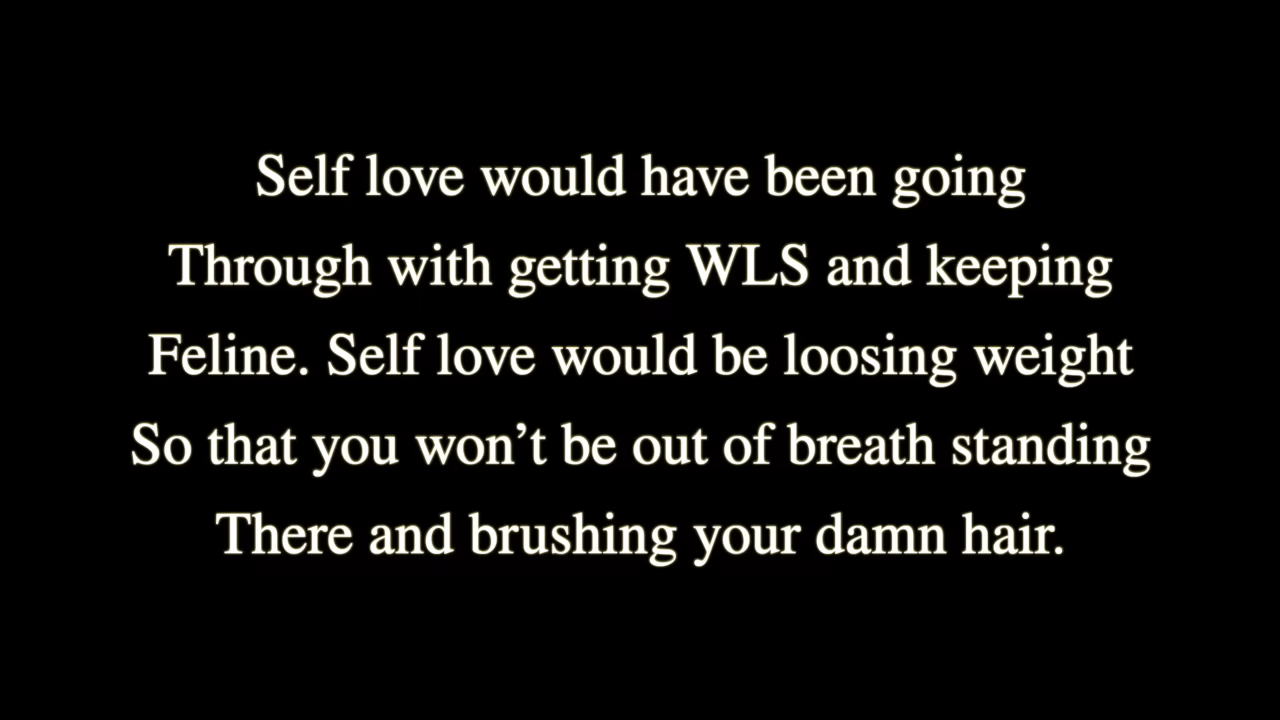 Self love would have been going
Through with getting WLS and keeping
Feline. Self love would be loosing weight
So that you won’t be out of breath standing
There and brushing your damn hair.